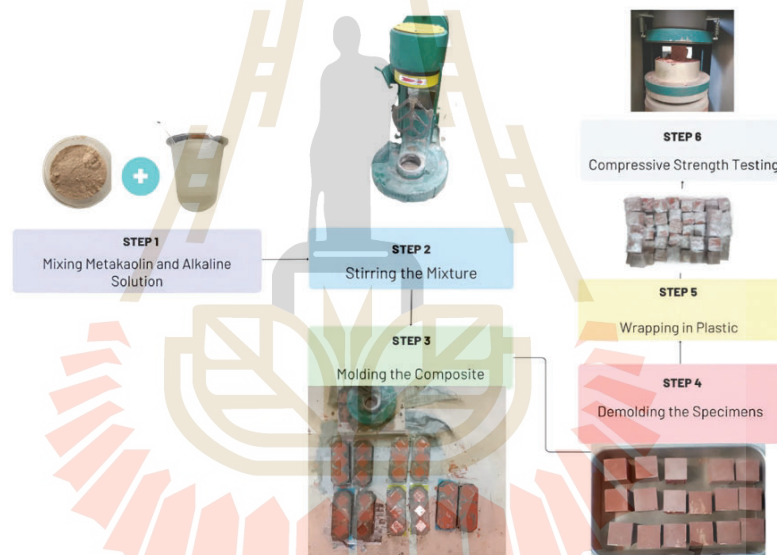 STEP 1
Mixing Metakaolin and Alkaline
Solution
STEP 2
Stirring the Mixture
STEP 3
Molding the Composite
STEP 4
Demolding the Specimens
STEP 5
Wrapping in Plastic
STEP 6
Compressive Strength Testing